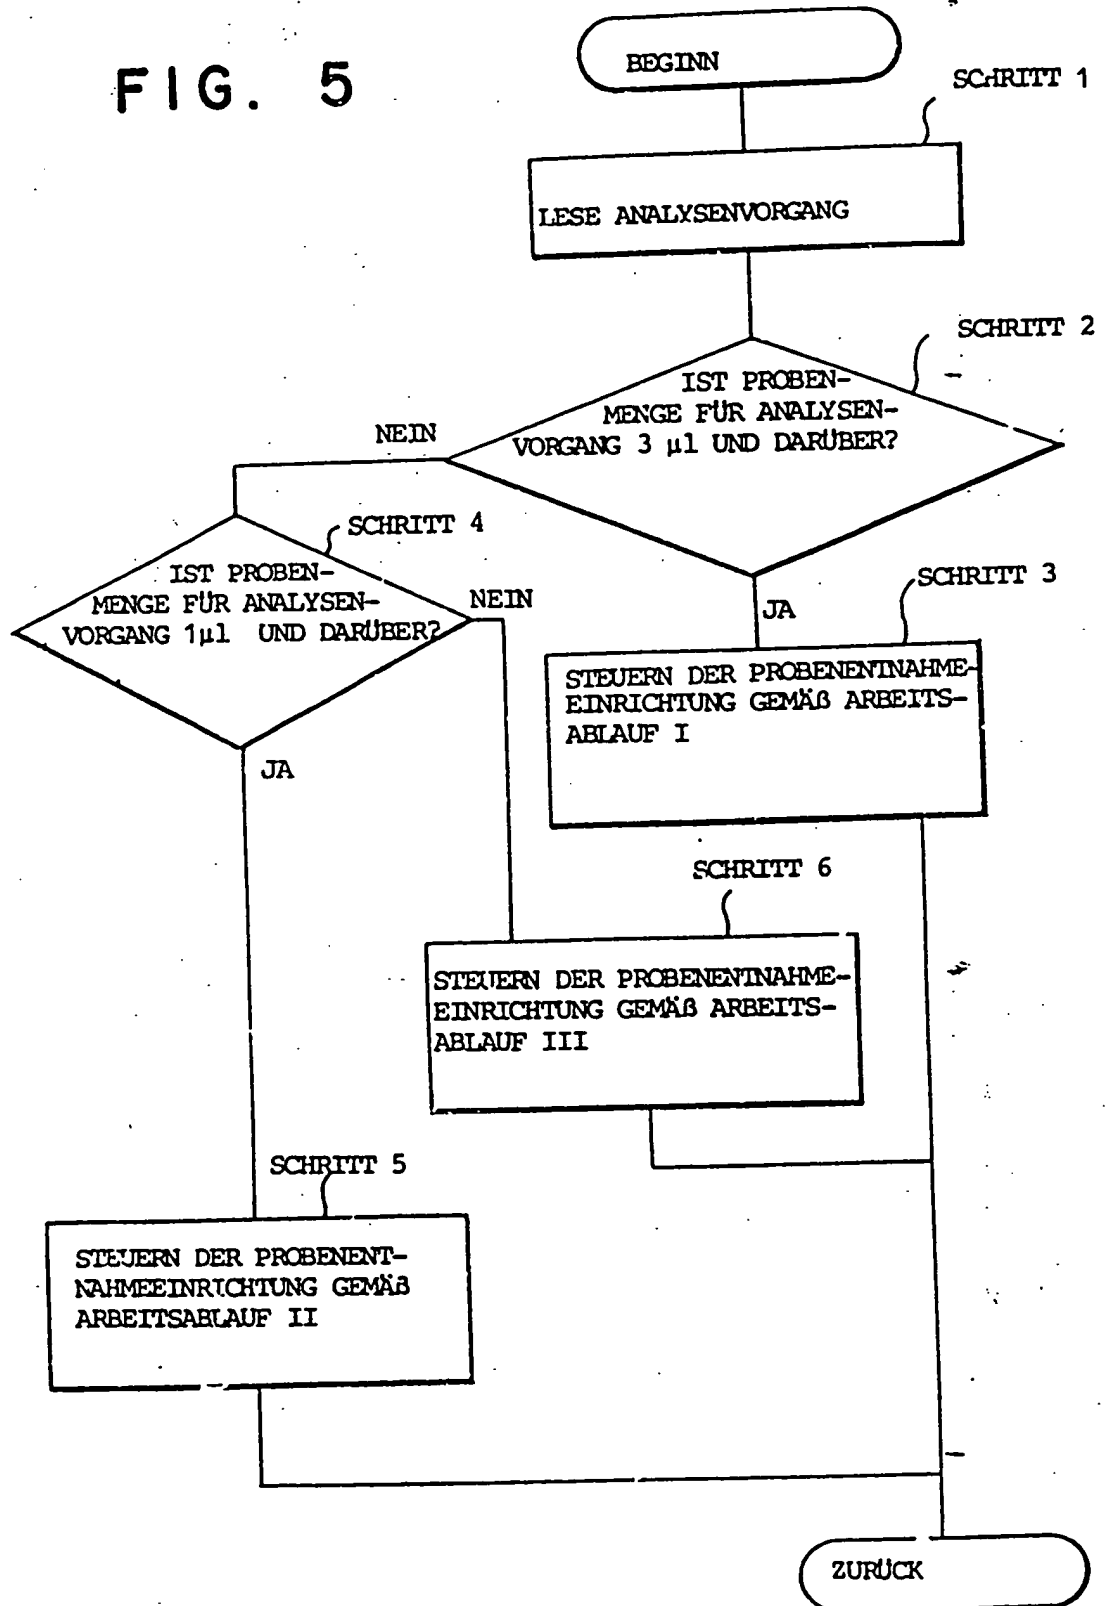 FIG. 5
BEGINN
SCHRITT 1
LESE ANALYSENVORGANG
SCHRITT 2
IST PROBEN-
MENGE FÜR ANALYSEN-
VORGANG 3 µl UND DARÜBER?
NEIN
SCHRITT 4
IST PROBEN-
MENGE FÜR ANALYSEN-
VORGANG 1µl UND DARÜBER?
NEIN
JA
SCHRITT 3
JA
STEUERN DER PROBENENTNAHME-
EINRICHTUNG GEMÄß ARBEITS-
ABLAUF I
SCHRITT 6
STEUERN DER PROBENENTNAHME-
EINRICHTUNG GEMÄß ARBEITS-
ABLAUF III
SCHRITT 5
STEUERN DER PROBENENT-
NAHMEEINRICHTUNG GEMÄß
ARBEITSABLAUF II
ZURÜCK